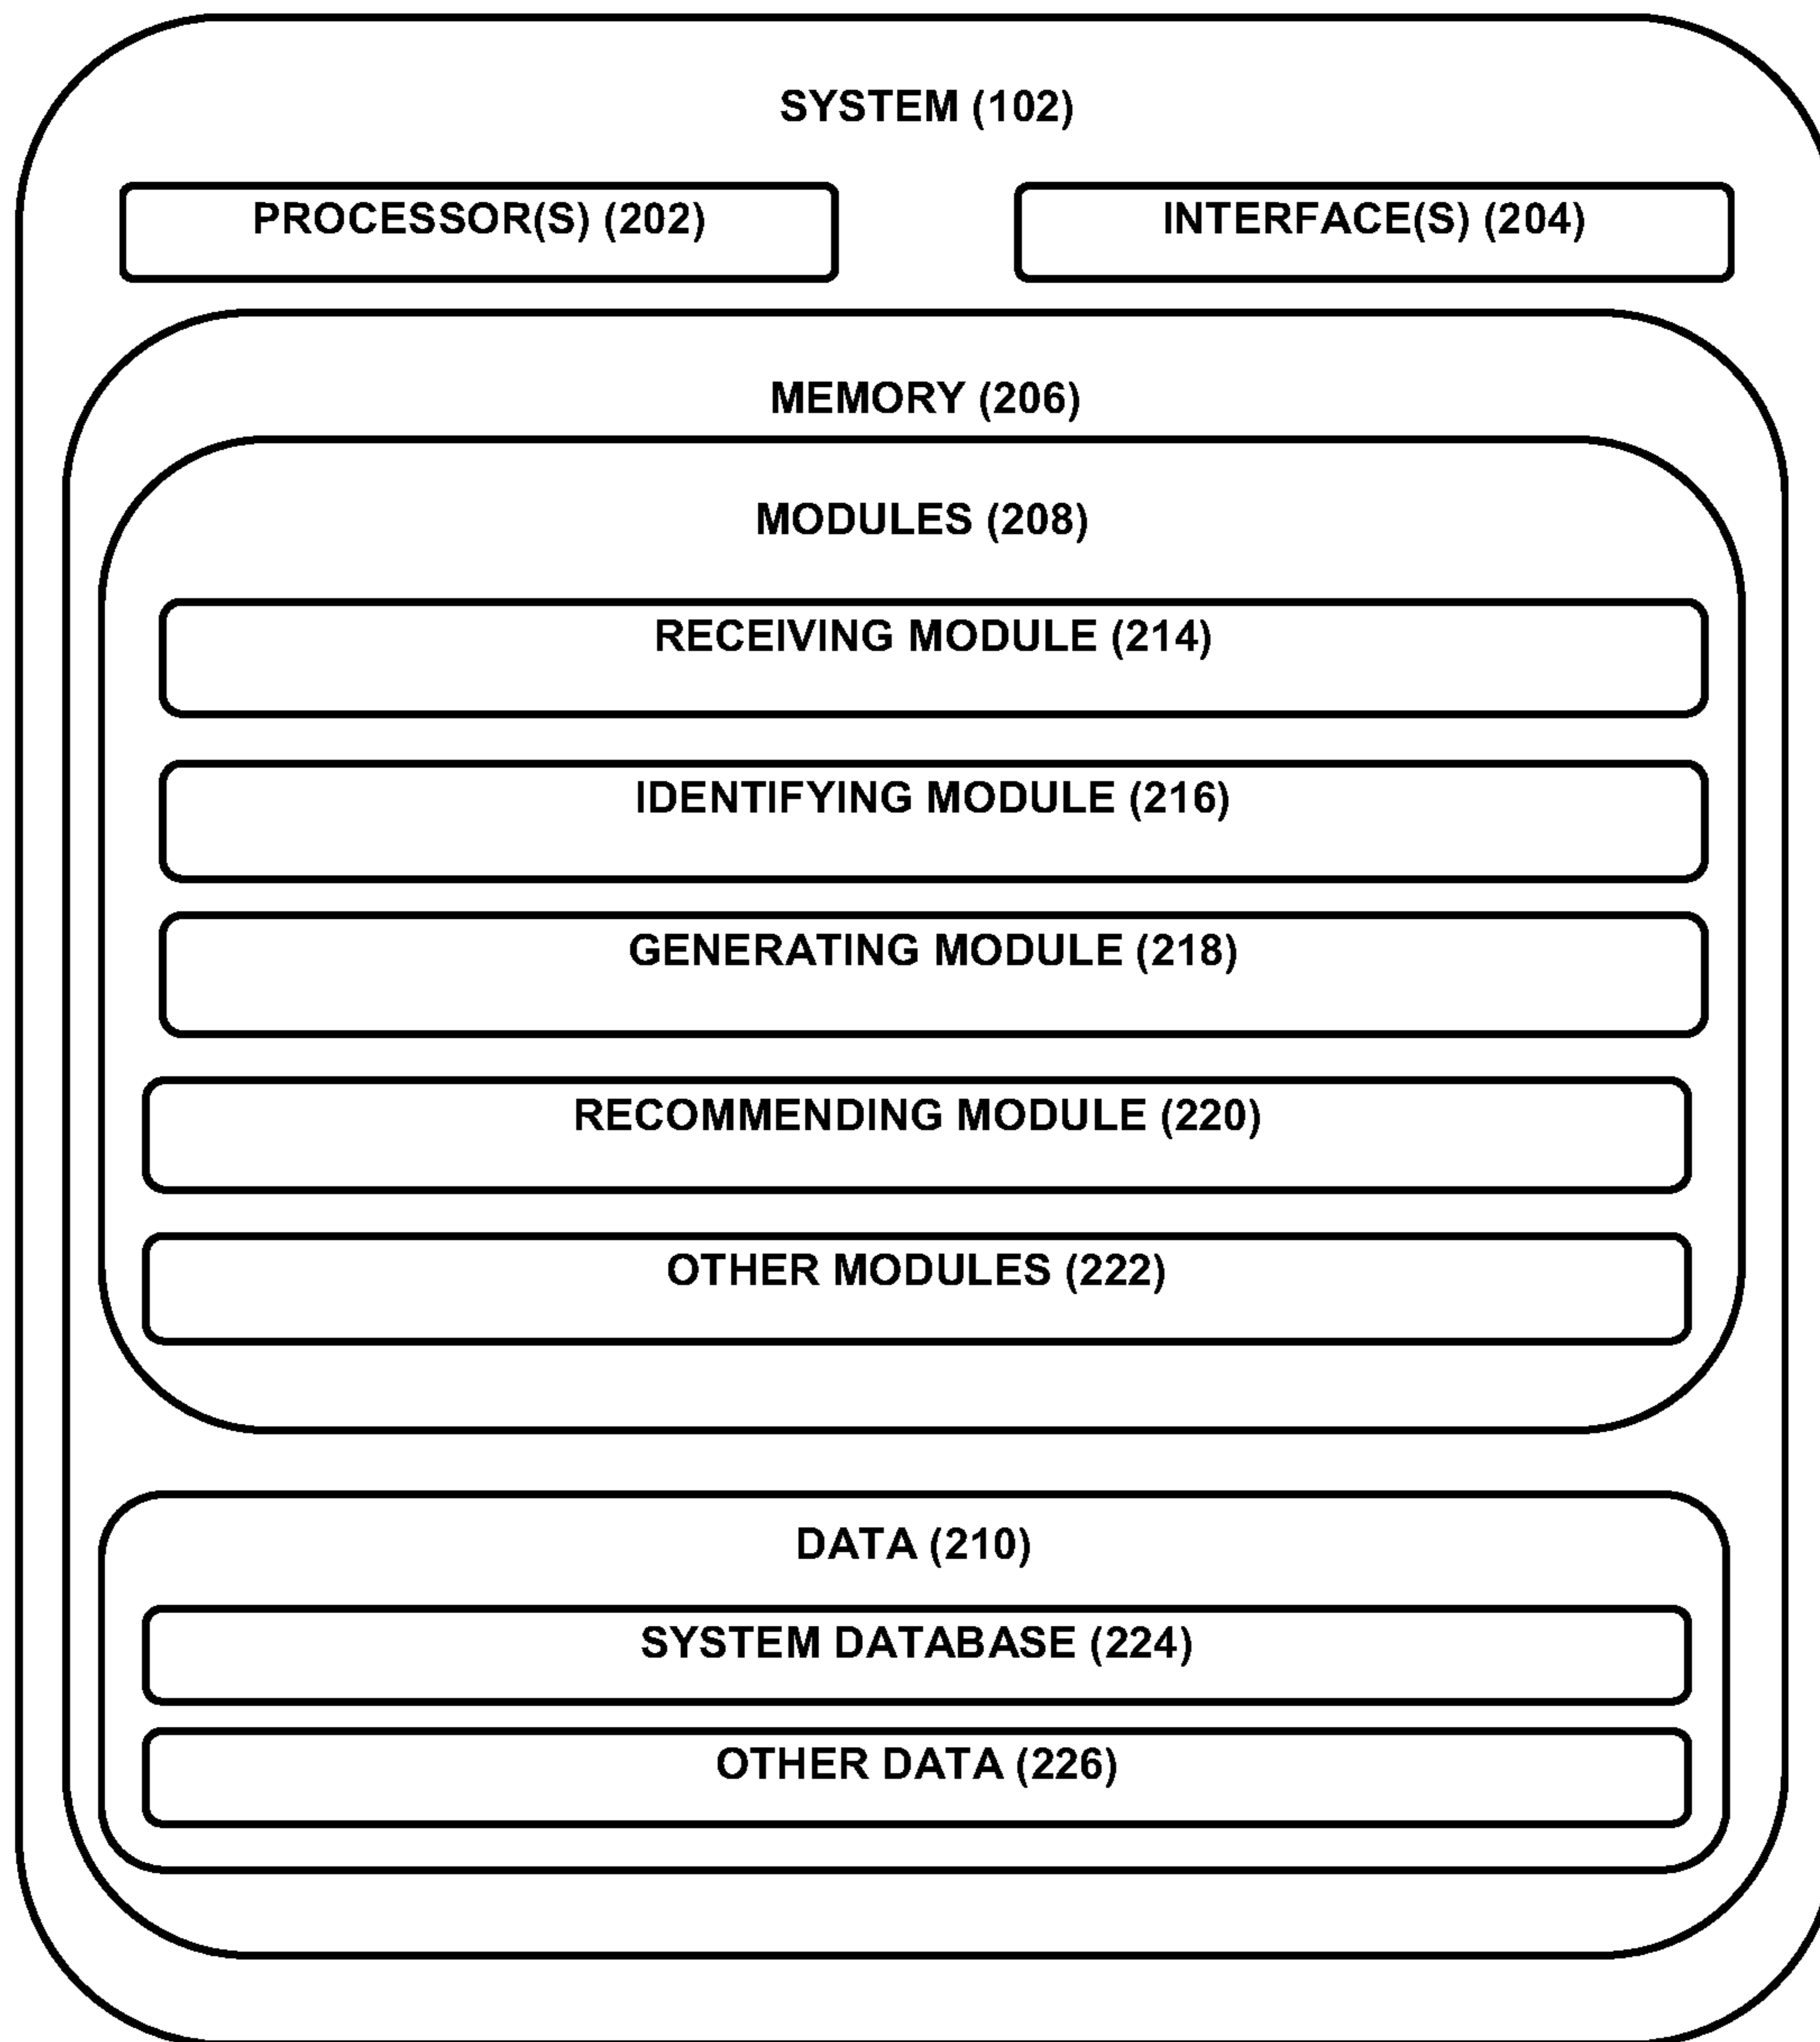 SYSTEM (102)
PROCESSOR(S) (202)
INTERFACE(S) (204)
MEMORY (206)
MODULES (208)
RECEIVING MODULE (214)
IDENTIFYING MODULE (216)
GENERATING MODULE (218)
RECOMMENDING MODULE (220)
OTHER MODULES (222)
DATA (210)
SYSTEM DATABASE (224)
OTHER DATA (226)